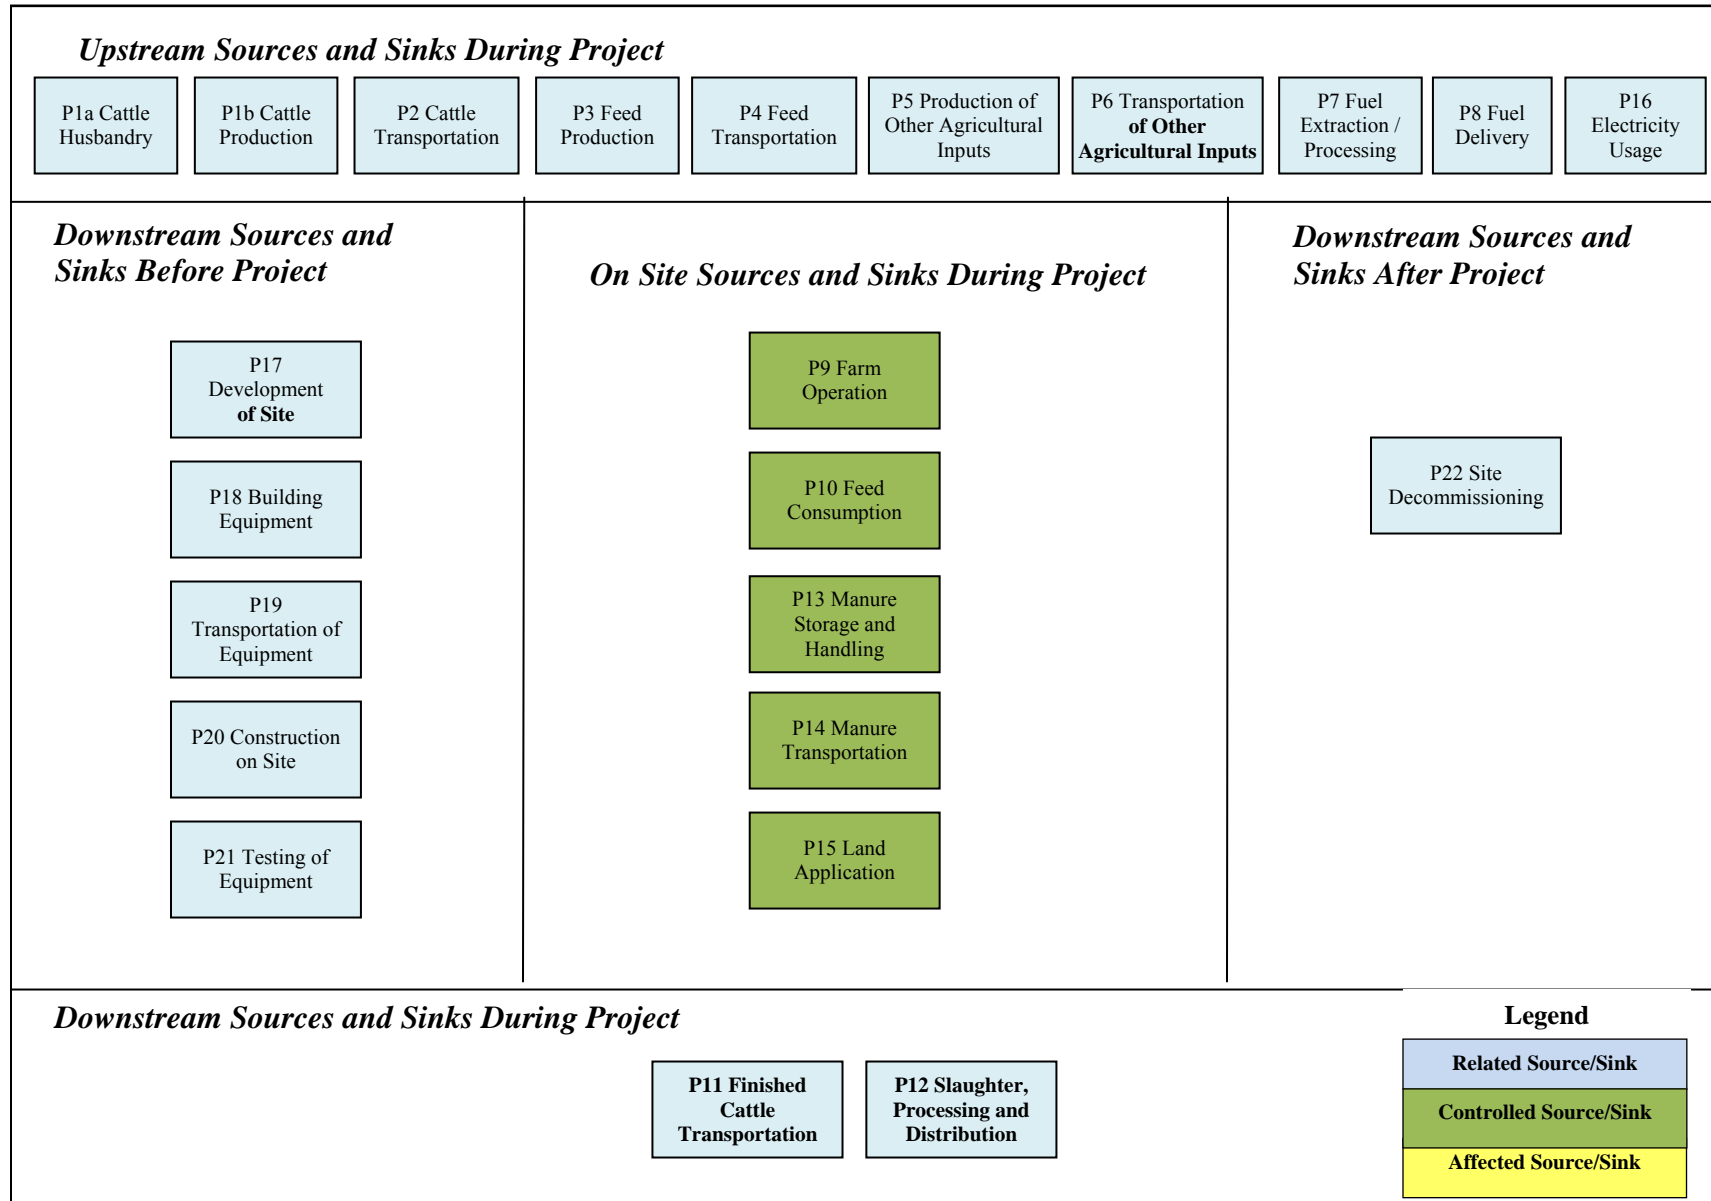 Upstream Sources and Sinks During Project
P1a Cattle
Husbandry
P1b Cattle
Production
P2 Cattle
Transportation
P3 Feed
Production
P4 Feed
Transportation
P5 Production of
Other Agricultural
Inputs
P6 Transportation
of Other
Agricultural Inputs
P7 Fuel
Extraction /
Processing
P8 Fuel
Delivery
P16
Electricity
Usage
Downstream Sources and
Sinks Before Project
P17
Development
of Site
P18 Building
Equipment
P19
Transportation of
Equipment
P20 Construction
on Site
P21 Testing of
Equipment
On Site Sources and Sinks During Project
P9 Farm
Operation
P10 Feed
Consumption
P13 Manure
Storage and
Handling
P14 Manure
Transportation
P15 Land
Application
Downstream Sources and
Sinks After Project
P22 Site
Decommissioning
Downstream Sources and Sinks During Project
P11 Finished
Cattle
Transportation
P12 Slaughter,
Processing and
Distribution
Legend
Related Source/Sink
Controlled Source/Sink
Affected Source/Sink